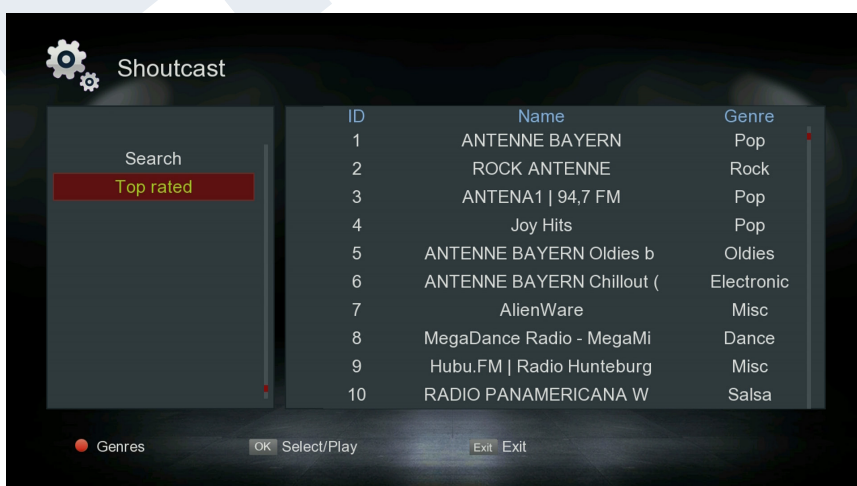 Shoutcast
Search
Top rated
ID Name Genre
1 ANTENNE BAYERN Pop
2 ROCK ANTENNE Rock
3 ANTENA1 | 94,7 FM Pop
4 Joy Hits Pop
5 ANTENNE BAYERN Oldies b Oldies
6 ANTENNE BAYERN Chillout ( Electronic
7 AlienWare Misc
8 MegaDance Radio - MegaMi Dance
9 Hubu.FM | Radio Hunteburg Misc
10 RADIO PANAMERICANA W Salsa
Genres OK Select/Play Exit Exit